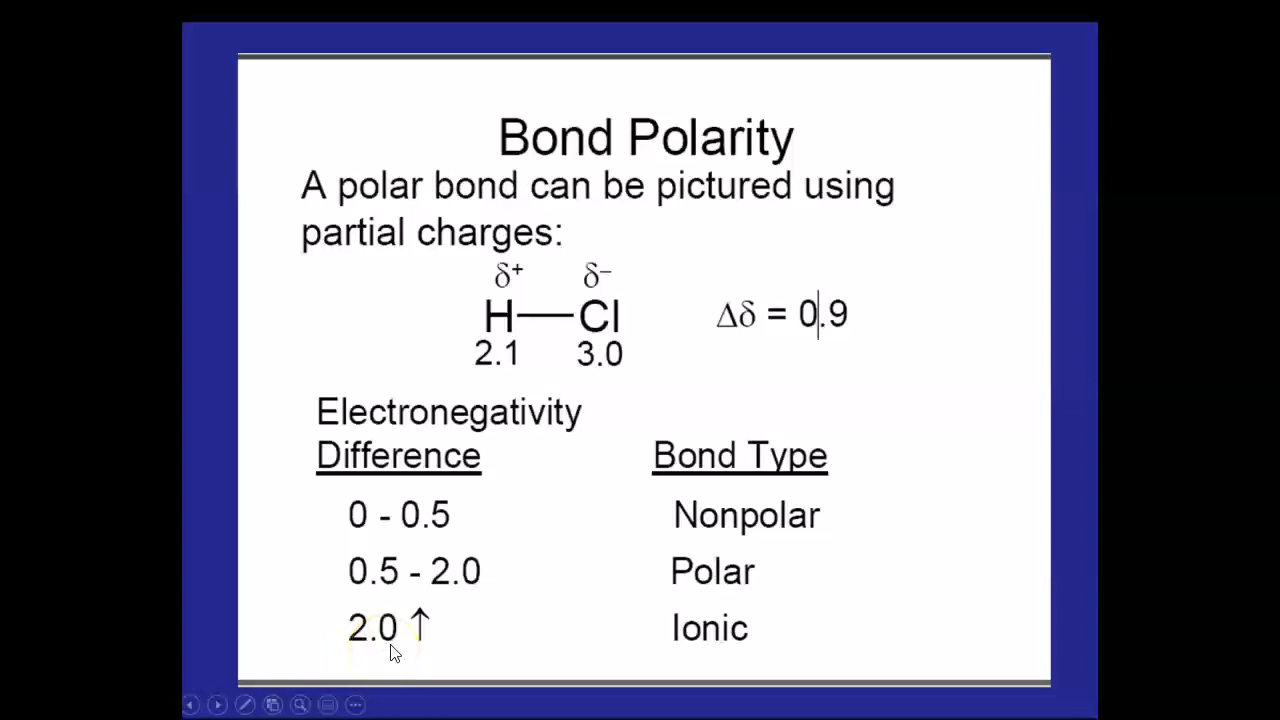 Bond Polarity
A polar bond can be pictured using
partial charges:
δ⁺ δ⁻
H—Cl Δδ = 0.9
2.1 3.0
Electronegativity
Difference Bond Type
0 - 0.5 Nonpolar
0.5 - 2.0 Polar
2.0 ↑ Ionic